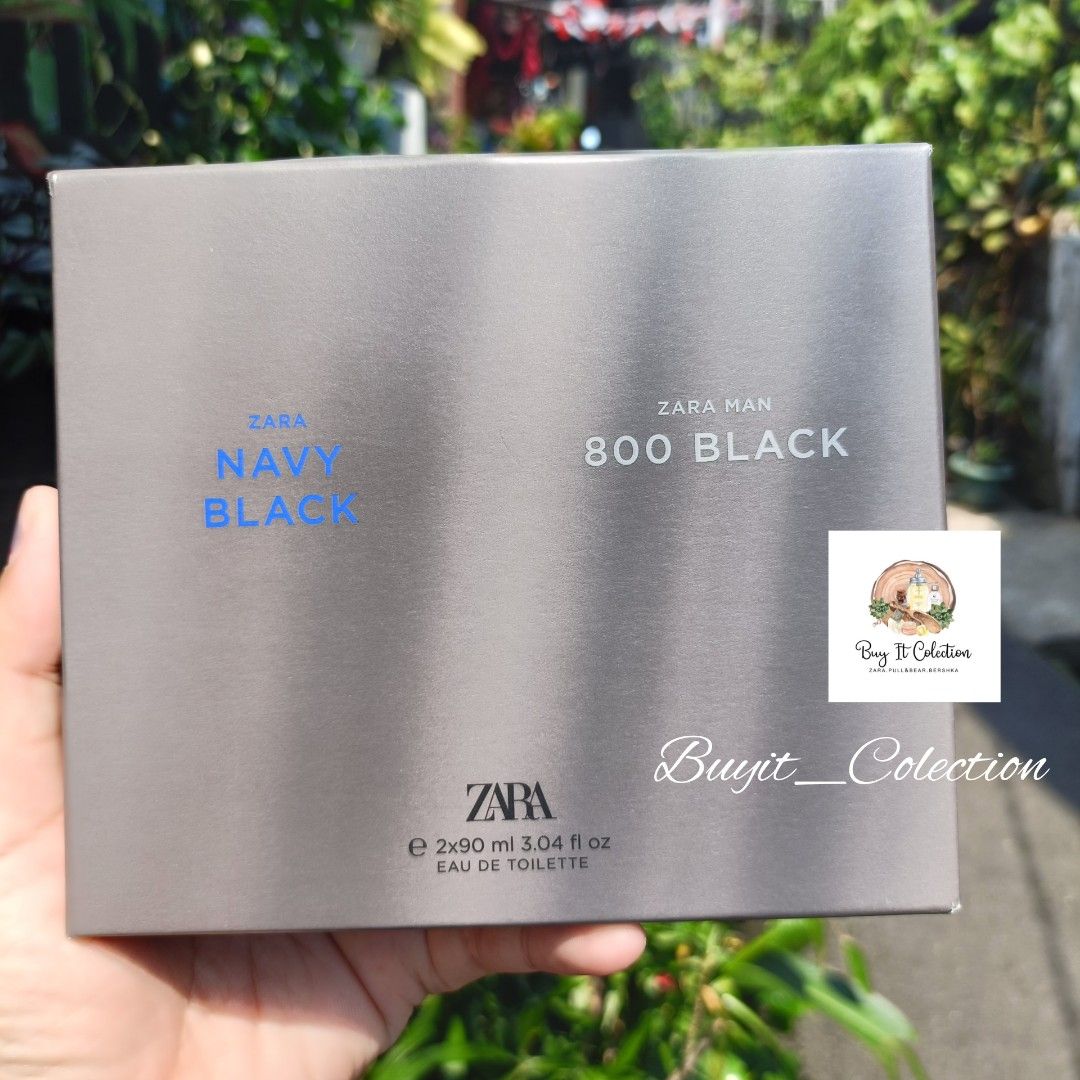 ZARA
NAVY
BLACK
ZARA MAN
800 BLACK
Buy It Colection
ZARA.PULL&BEAR.BERSHKA
Buyit_Colection
ZARA
e 2x90 ml 3.04 fl oz
EAU DE TOILETTE